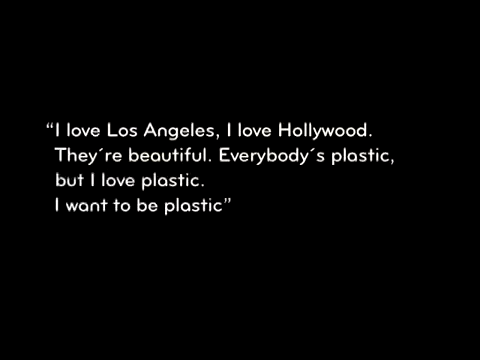 “I love Los Angeles, I love Hollywood.
They´re beautiful. Everybody´s plastic,
but I love plastic.
I want to be plastic”